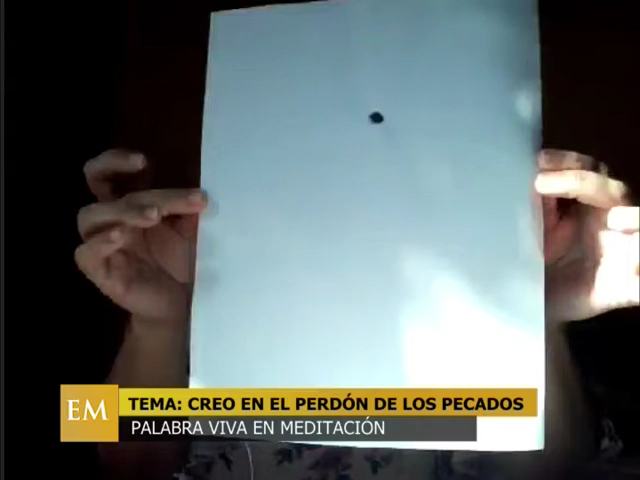 EM
TEMA: CREO EN EL PERDÓN DE LOS PECADOS
PALABRA VIVA EN MEDITACIÓN